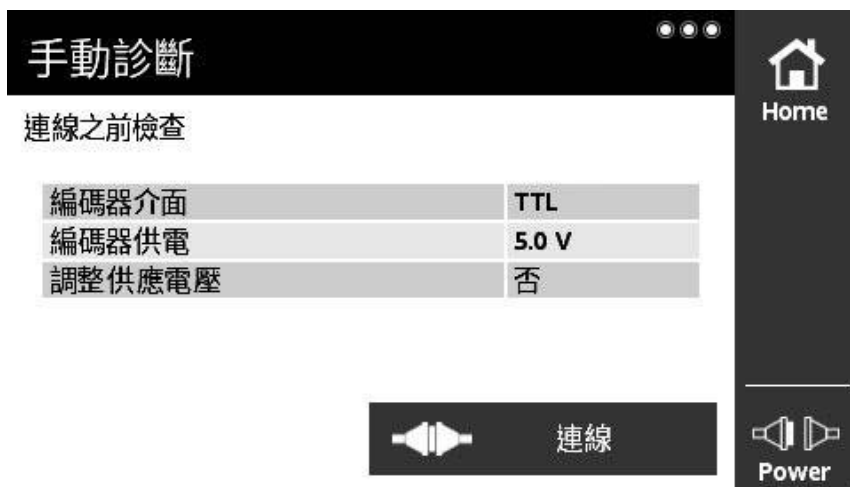 手動診斷
Home
連線之前檢查
編碼器介面 TTL
編碼器供電 5.0 V
調整供應電壓 否
連線
Power